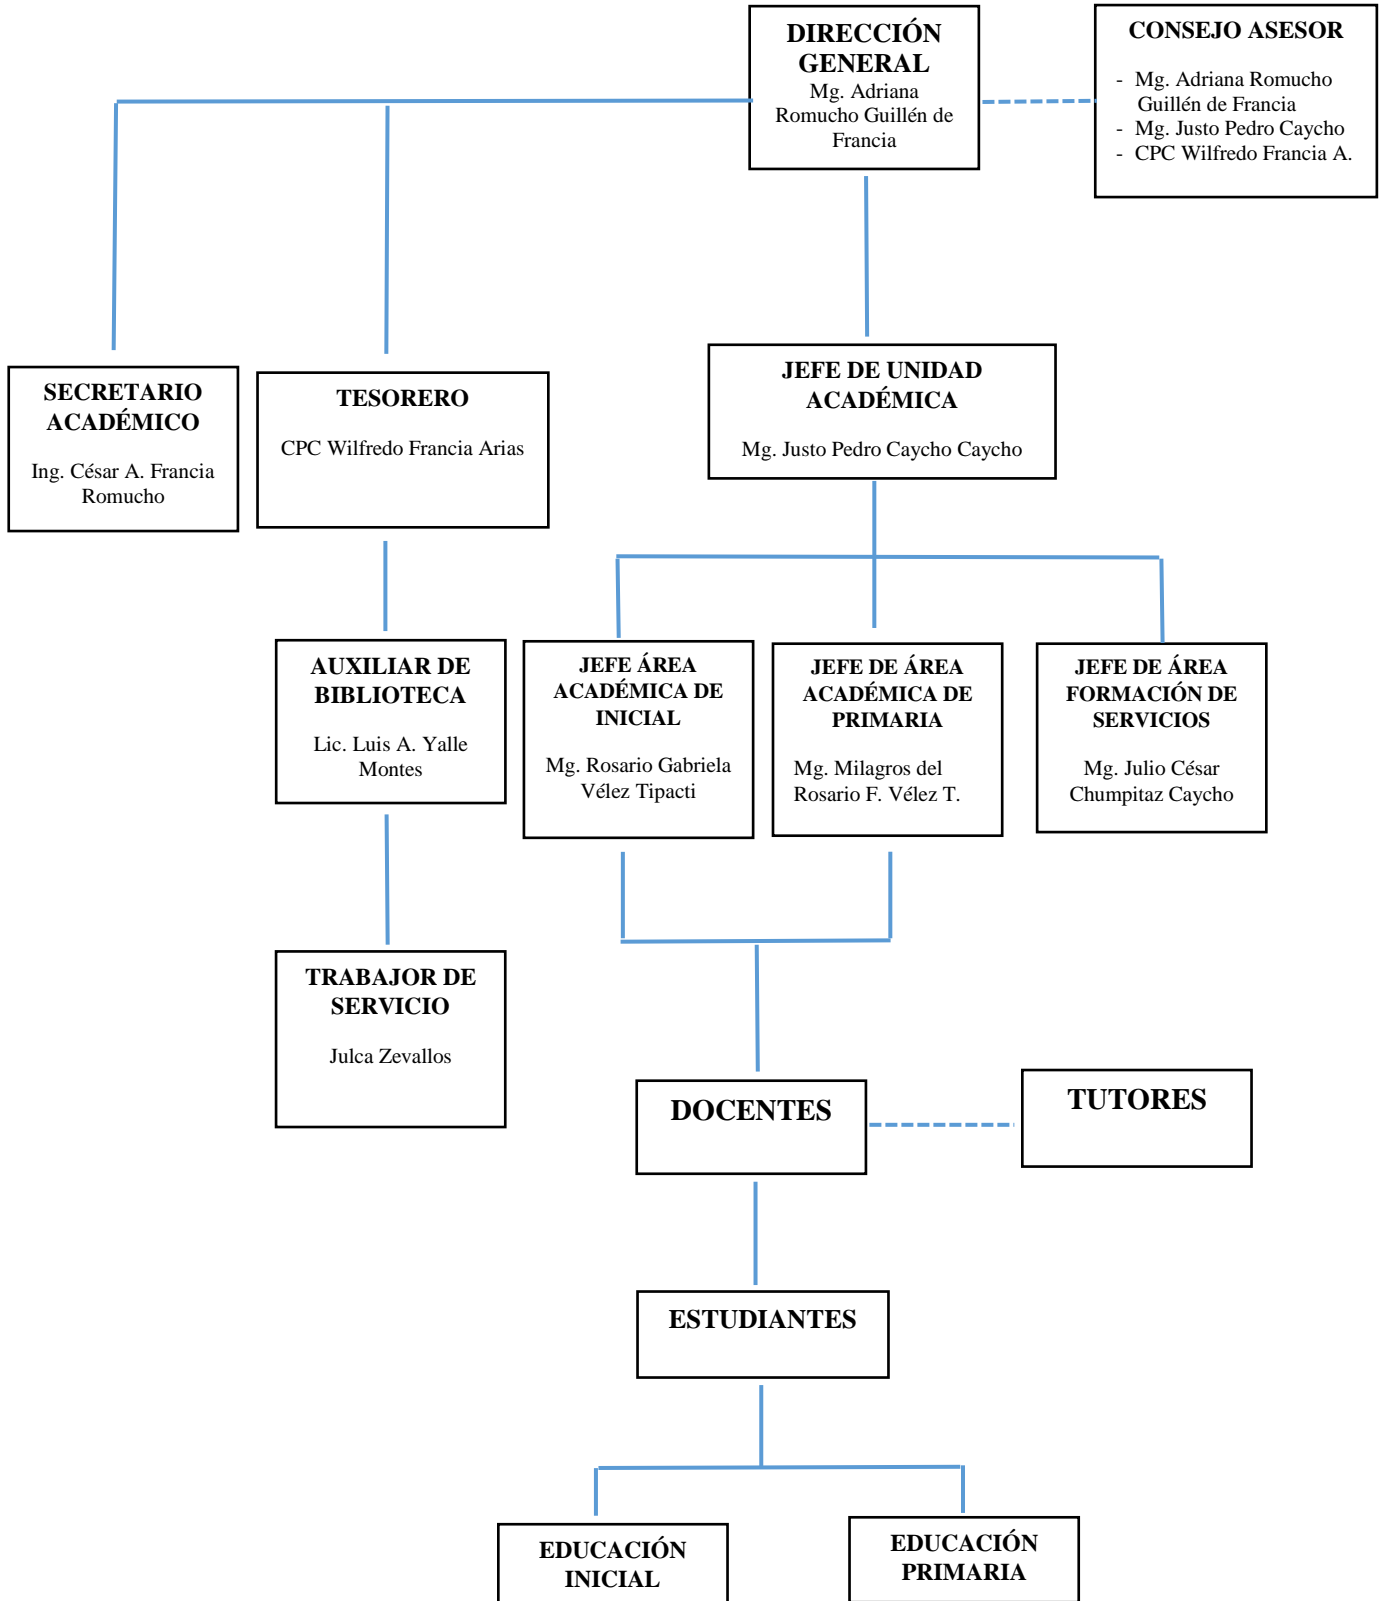 DIRECCIÓN
GENERAL
Mg. Adriana
Romucho Guillén de
Francia
CONSEJO ASESOR
- Mg. Adriana Romucho
Guillén de Francia
- Mg. Justo Pedro Caycho
- CPC Wilfredo Francia A.
SECRETARIO
ACADÉMICO
Ing. César A. Francia
Romucho
TESORERO
CPC Wilfredo Francia Arias
JEFE DE UNIDAD
ACADÉMICA
Mg. Justo Pedro Caycho Caycho
AUXILIAR DE
BIBLIOTECA
Lic. Luis A. Yalle
Montes
JEFE ÁREA
ACADÉMICA DE
INICIAL
Mg. Rosario Gabriela
Vélez Tipacti
JEFE DE ÁREA
ACADÉMICA DE
PRIMARIA
Mg. Milagros del
Rosario F. Vélez T.
JEFE DE ÁREA
FORMACIÓN DE
SERVICIOS
Mg. Julio César
Chumpitaz Caycho
TRABAJOR DE
SERVICIO
Julca Zevallos
DOCENTES
TUTORES
ESTUDIANTES
EDUCACIÓN
INICIAL
EDUCACIÓN
PRIMARIA